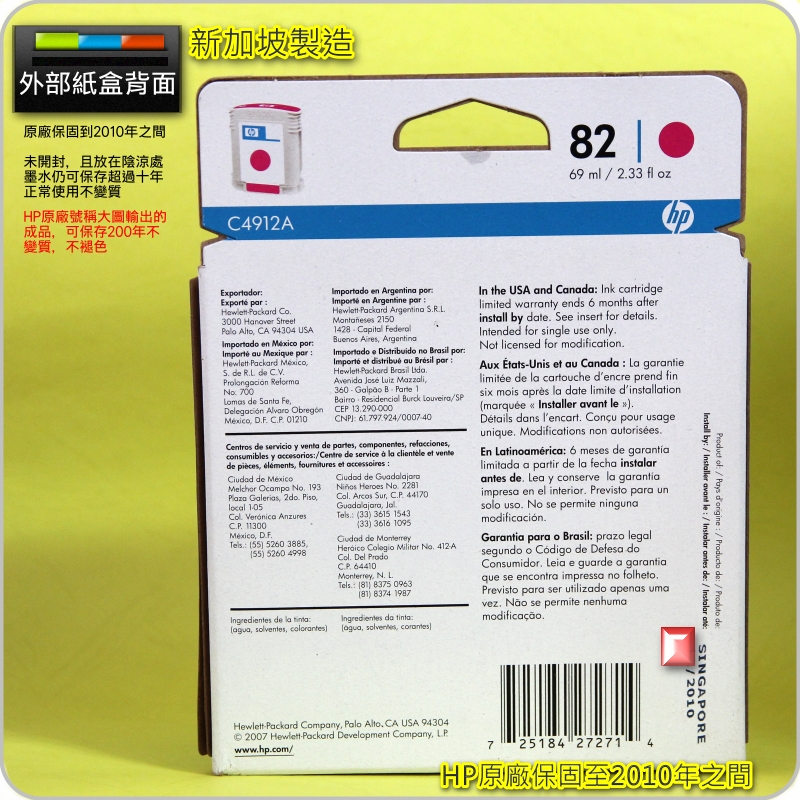 新加坡製造
外部紙盒背面
原廠保固到2010年之間
未開封，且放在陰涼處
墨水仍可保存超過十年
正常使用不變質
HP原廠號稱大圖輸出的
成品，可保存200年不
變質，不褪色
82
69 ml / 2.33 fl oz
hp
C4912A
Exportador:
Exporté par :
Hewlett-Packard Co.
3000 Hanover Street
Palo Alto, CA 94304 USA
Importado en México por:
Importé au Mexique par :
Hewlett-Packard México,
S. de R.L. de C.V.
Prolongación Reforma
No. 700
Lomas de Santa Fe,
Delegación Alvaro Obregón
México, D.F. C.P. 01210
Importado en Argentina por:
Importé en Argentine par :
Hewlett-Packard Argentina S.R.L.
Montañeses 2150
1428 - Capital Federal
Buenos Aires, Argentina
Importado e Distribuído no Brasil por:
Importé et distribué au Brésil par :
Hewlett-Packard Brasil Ltda.
Avenida José Luiz Mazzali,
360 - Galpão B - Parte 1
Bairro - Residencial Burck Louveira/SP
CEP 13.290-000
CNPJ: 61.797.924/0007-40
Centros de servicio y venta de partes, componentes, refacciones,
consumibles y accesorios:/Centre de service à la clientèle et vente
de pièces, éléments, fournitures et accessoires :
Ciudad de México
Melchor Ocampo No. 193
Plaza Galerias, 2do. Piso,
local 1-05
Col. Verónica Anzures
C.P. 11300
México, D.F.
Tels.: (55) 5260 3885,
(55) 5260 4998
Ciudad de Guadalajara
Niños Heroes No. 2281
Col. Arcos Sur, C.P. 44170
Guadalajara, Jal.
Tels.: (33) 3615 1543
(33) 3616 1095
Ciudad de Monterrey
Heróico Colegio Militar No. 412-A
Col. Del Prado
C.P. 64410
Monterrey, N. L.
Tels.: (81) 8375 0963
(81) 8374 1987
Ingredientes de la tinta:
(agua, solventes, colorantes)
Ingredientes da tinta:
(água, solventes, corantes)
Hewlett-Packard Company, Palo Alto, CA USA 94304
© 2007 Hewlett-Packard Development Company, L.P.
www.hp.com/
In the USA and Canada: Ink cartridge
limited warranty ends 6 months after
install by date. See insert for details.
Intended for single use only.
Not licensed for modification.
Aux États-Unis et au Canada : La garantie
limitée de la cartouche d'encre prend fin
six mois après la date limite d'installation
(marquée « Installer avant le »).
Détails dans l'encart. Conçu pour usage
unique. Modifications non autorisées.
En Latinoamérica: 6 meses de garantía
limitada a partir de la fecha instalar
antes de. Lea y conserve la garantía
impresa en el interior. Previsto para un
solo uso. No se permite ninguna
modificación.
Garantia para o Brasil: prazo legal
segundo o Código de Defesa do
Consumidor. Leia e guarde a garantia
que se encontra impressa no folheto.
Previsto para ser utilizado apenas uma
vez. Não se permite nenhuma
modificação.
Product of: / Pays d'origine : / Producto de: / Produto de:
Install by: / Installer avant le : / Instalar antes de: / Instalar até:
SINGAPORE
/ 2010
7 25184 27271 4
HP原廠保固至2010年之間